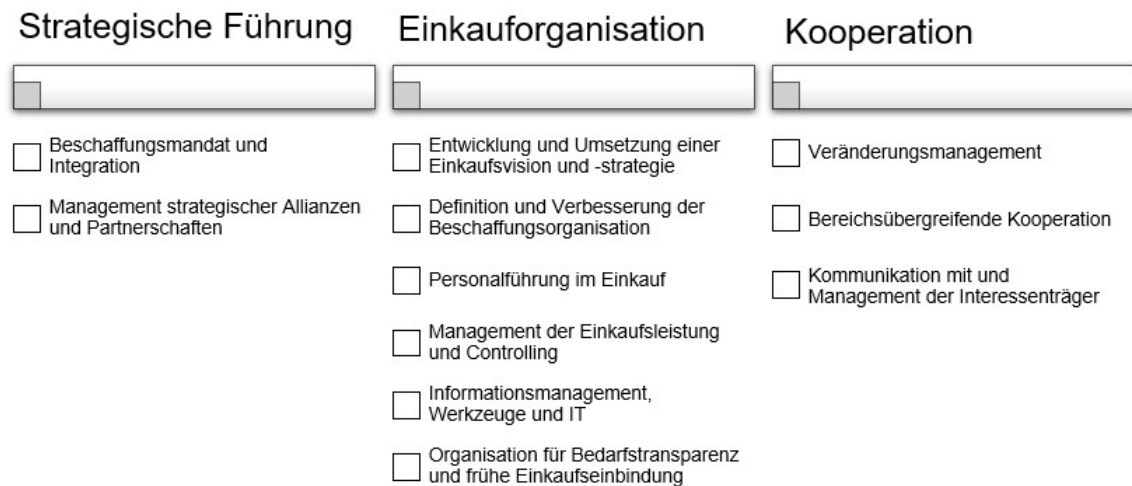 Strategische Führung
Beschaffungsmandat und
Integration
Management strategischer Allianzen
und Partnerschaften
Einkauforganisation
Entwicklung und Umsetzung einer
Einkaufsvision und -strategie
Definition und Verbesserung der
Beschaffungsorganisation
Personalführung im Einkauf
Management der Einkaufsleistung
und Controlling
Informationsmanagement,
Werkzeuge und IT
Organisation für Bedarfstransparenz
und frühe Einkaufseinbindung
Kooperation
Veränderungsmanagement
Bereichsübergreifende Kooperation
Kommunikation mit und
Management der Interessenträger